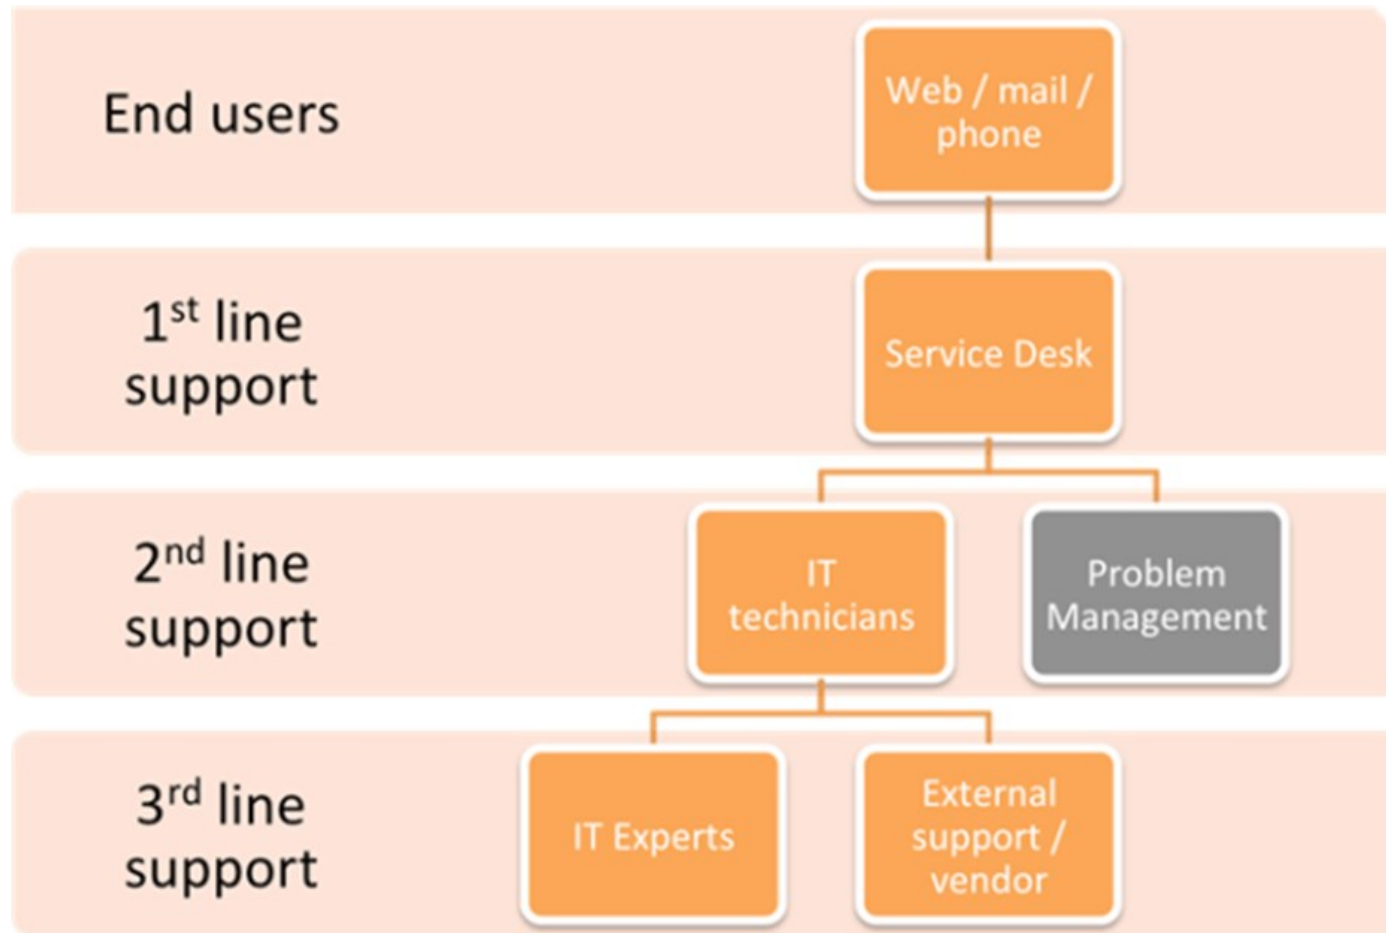 End users
Web / mail /
phone
1st line
support
Service Desk
2nd line
support
IT
technicians
Problem
Management
3rd line
support
IT Experts
External
support /
vendor